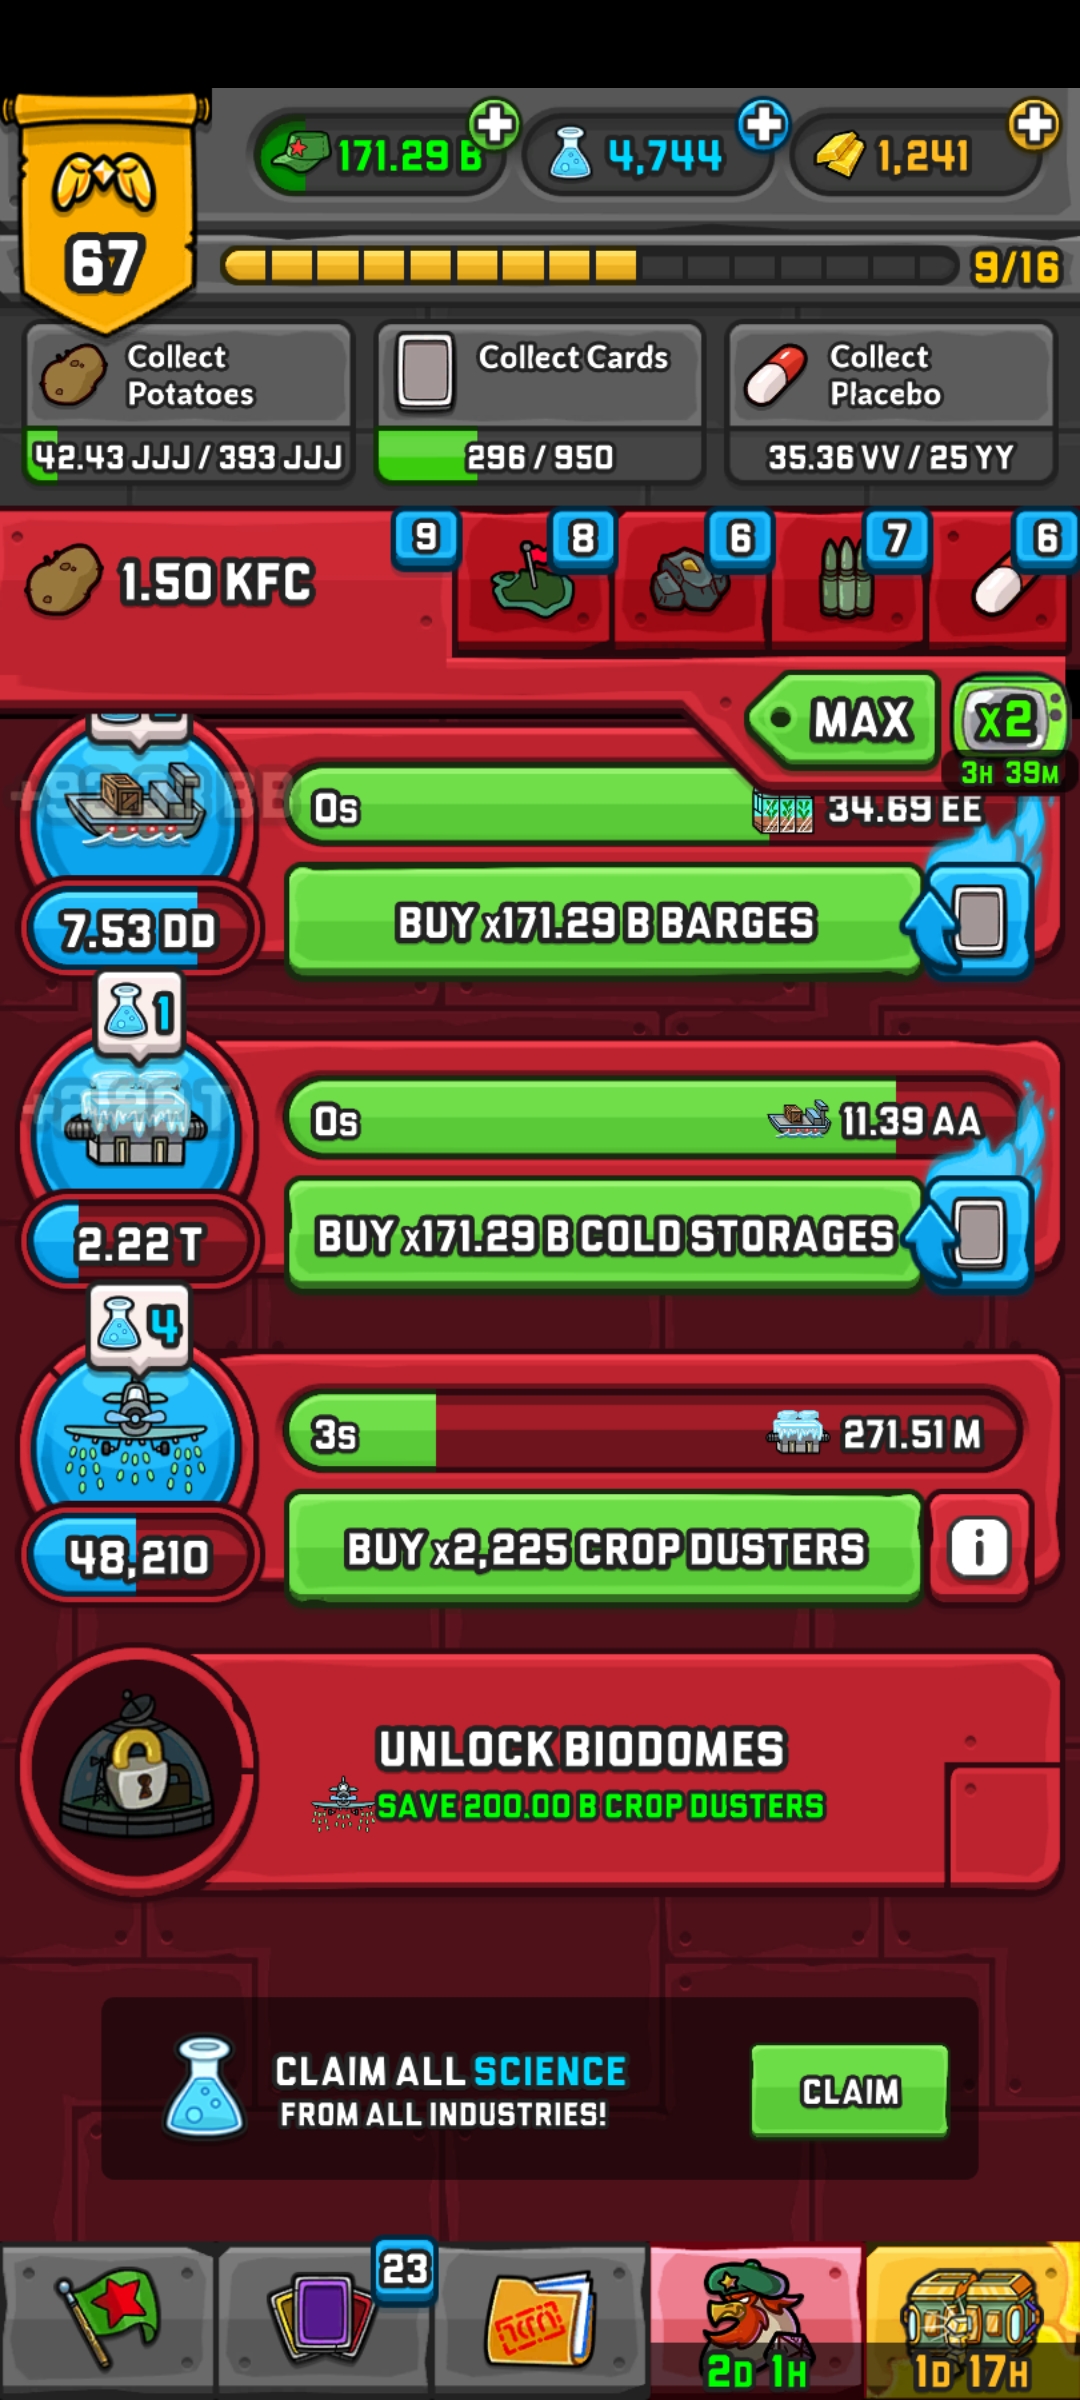 171.29 B
4,744
1,241
67
9/16
Collect
Potatoes
42.43 JJJ / 393 JJJ
Collect Cards
296 / 950
Collect
Placebo
35.36 VV / 25 YY
1.50 KFC
9
8
6
7
6
MAX
x2
3H 39M
0s
34.69 EE
7.53 DD
BUY x171.29 B BARGES
1
0s
11.39 AA
2.22 T
BUY x171.29 B COLD STORAGES
4
3s
271.51 M
48,210
BUY x2,225 CROP DUSTERS
i
UNLOCK BIODOMES
SAVE 200.00 B CROP DUSTERS
CLAIM ALL SCIENCE
FROM ALL INDUSTRIES!
CLAIM
23
2D 1H
1D 17H